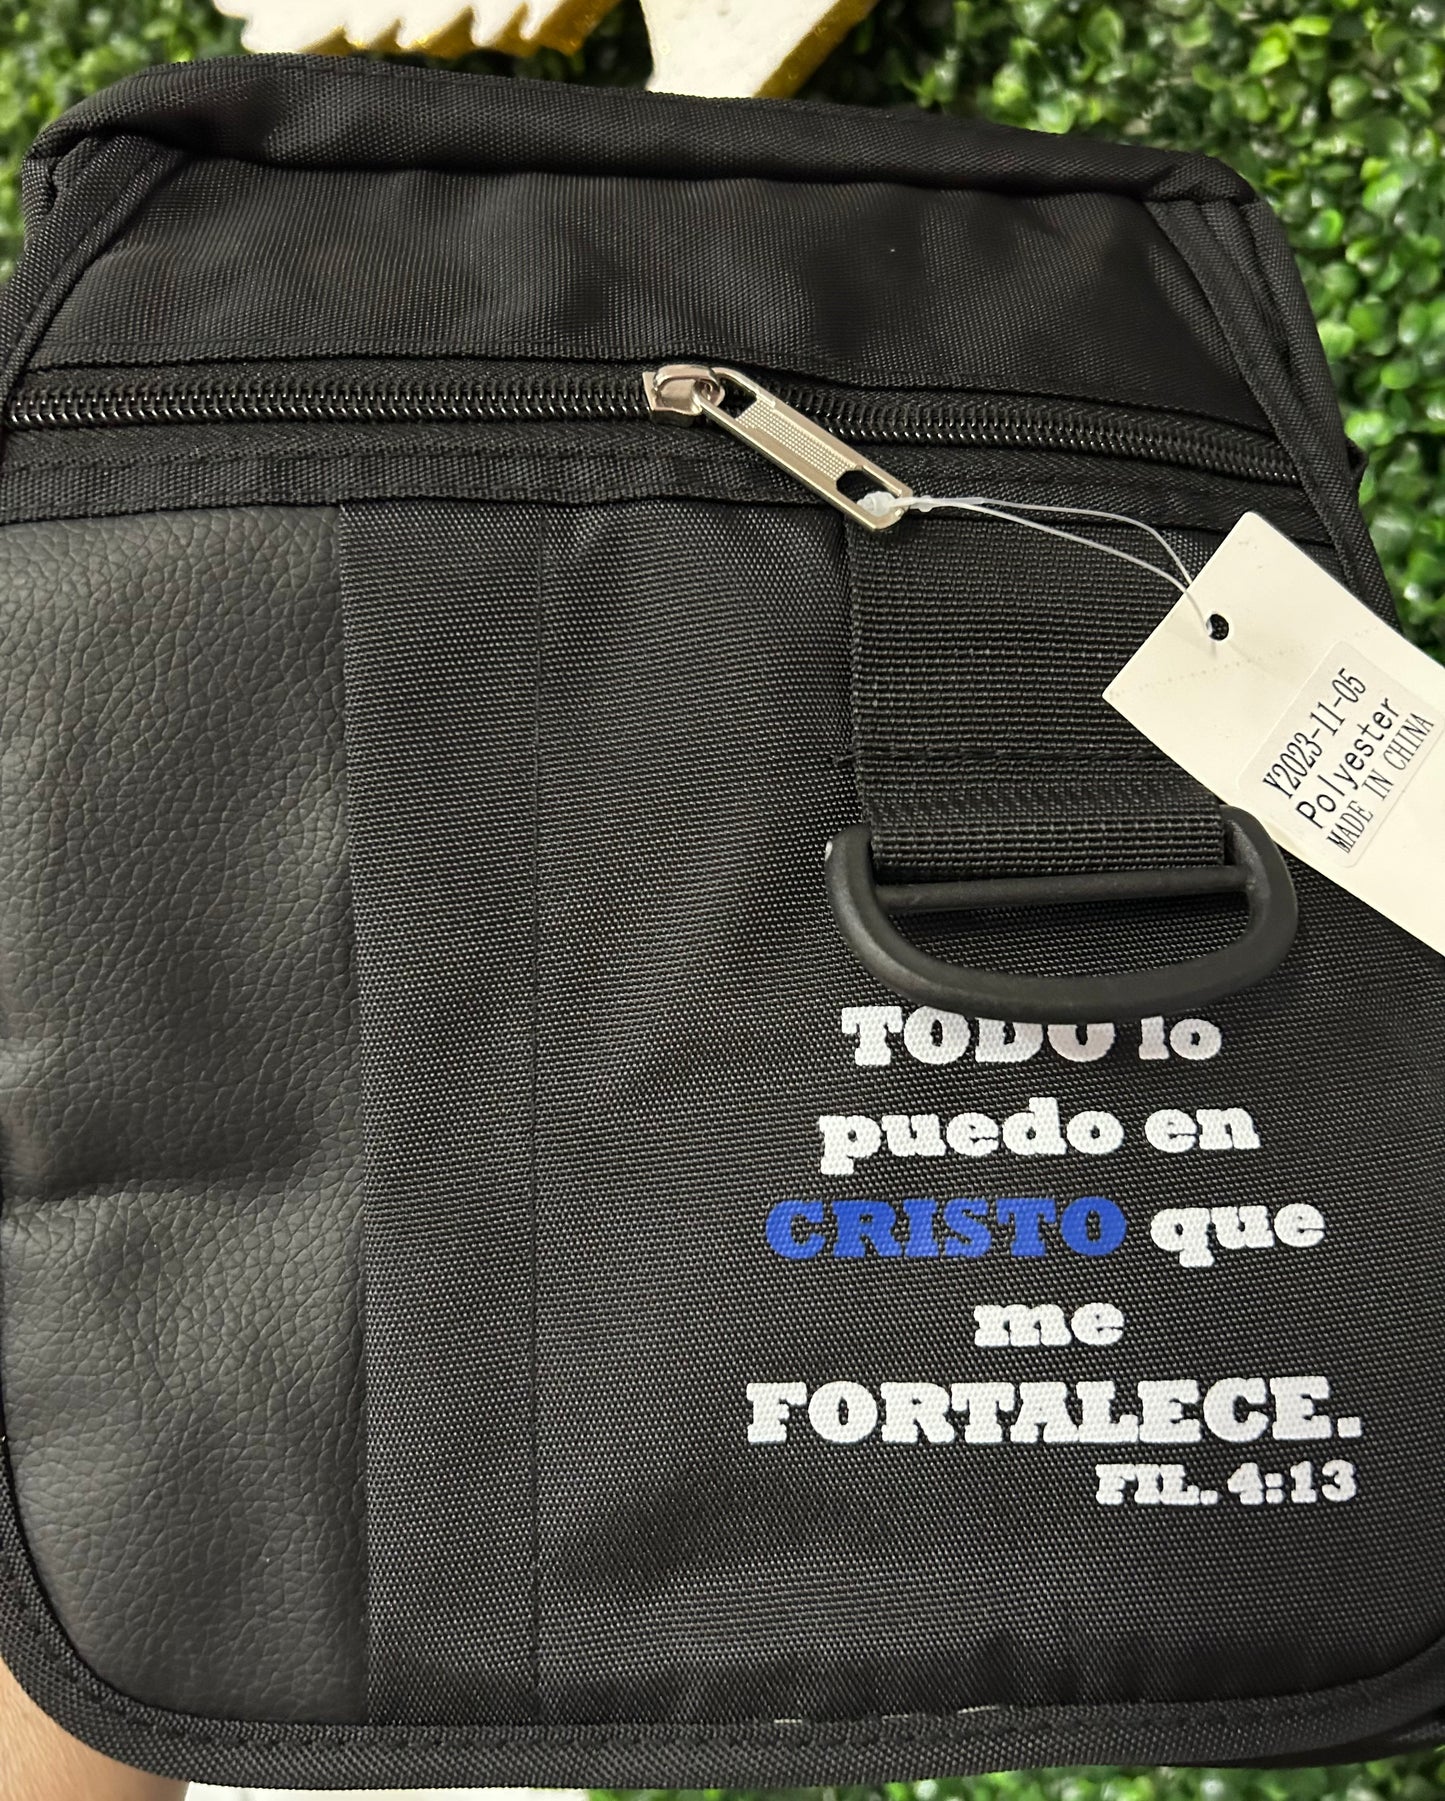 Y2023-11-05
Polyester
MADE IN CHINA
TODO lo
puedo en
CRISTO que
me
FORTALECE.
FIL. 4:13